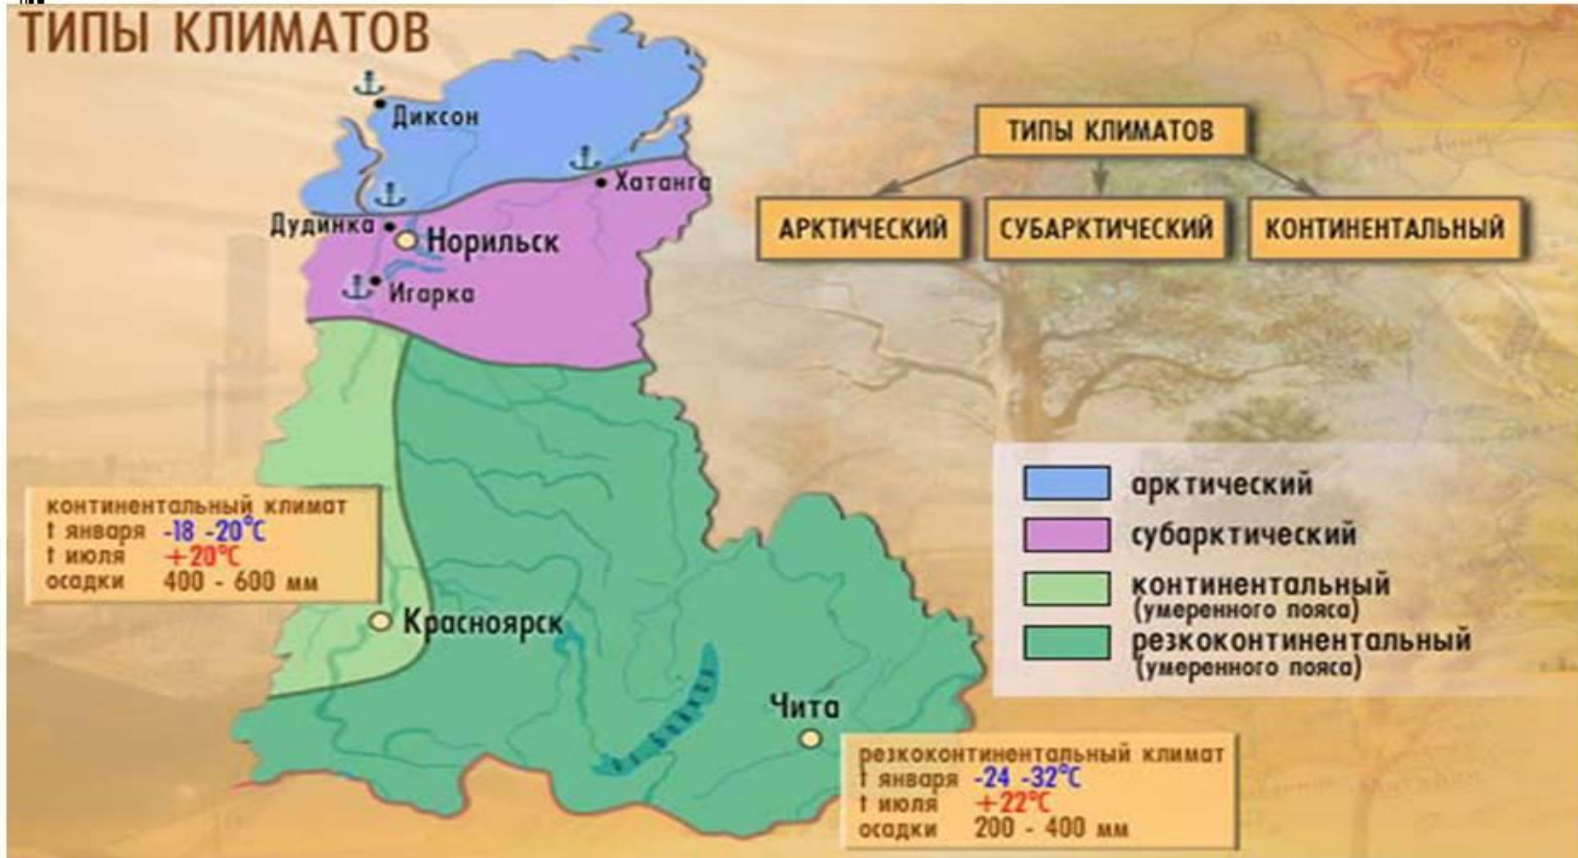 ТИПЫ КЛИМАТОВ
Диксон
Хатанга
Дудинка
Норильск
Игарка
ТИПЫ КЛИМАТОВ
АРКТИЧЕСКИЙ
СУБАРКТИЧЕСКИЙ
КОНТИНЕНТАЛЬНЫЙ
континентальный климат
t января -18 -20°C
t июля +20°C
осадки 400 - 600 мм
Красноярск
Чита
арктический
субарктический
континентальный
(умеренного пояса)
резкоконтинентальный
(умеренного пояса)
резкоконтинентальный климат
t января -24 -32°C
t июля +22°C
осадки 200 - 400 мм